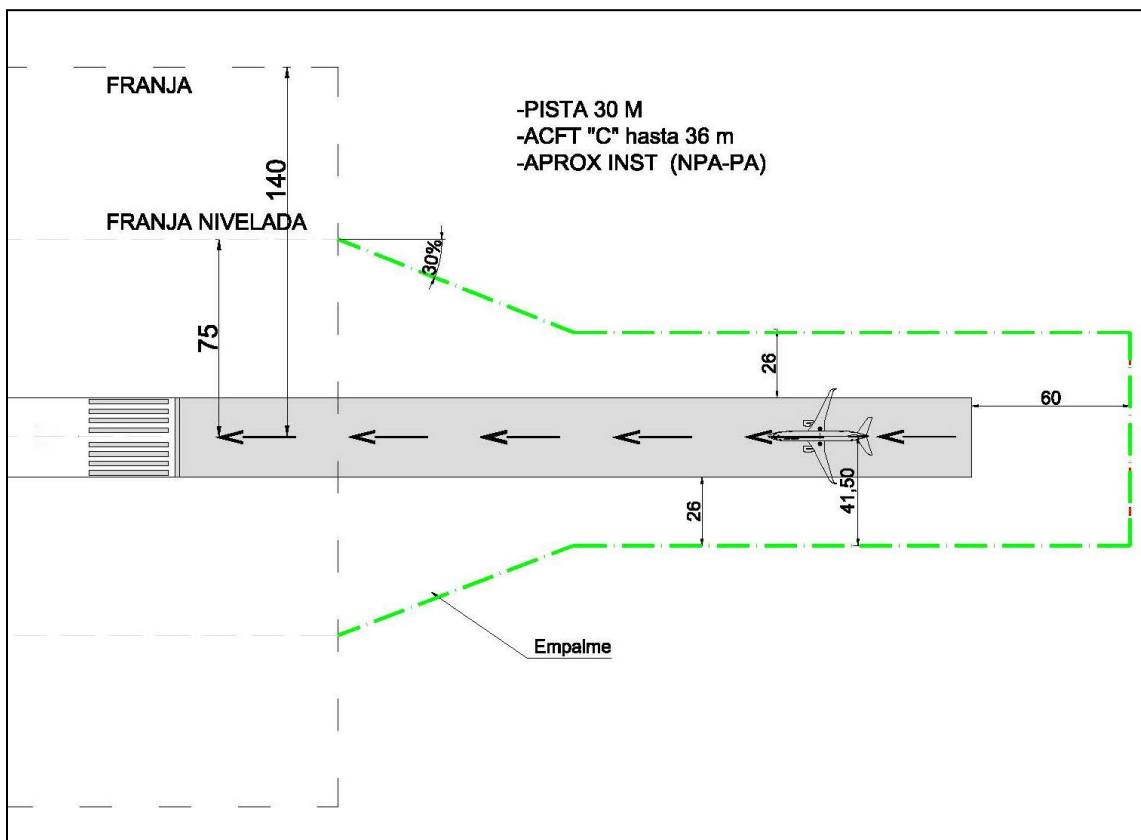 FRANJA
-PISTA 30 M
-ACFT "C" hasta 36 m
-APROX INST (NPA-PA)
140
FRANJA NIVELADA
30%
75
26
60
41,50
26
Empalme